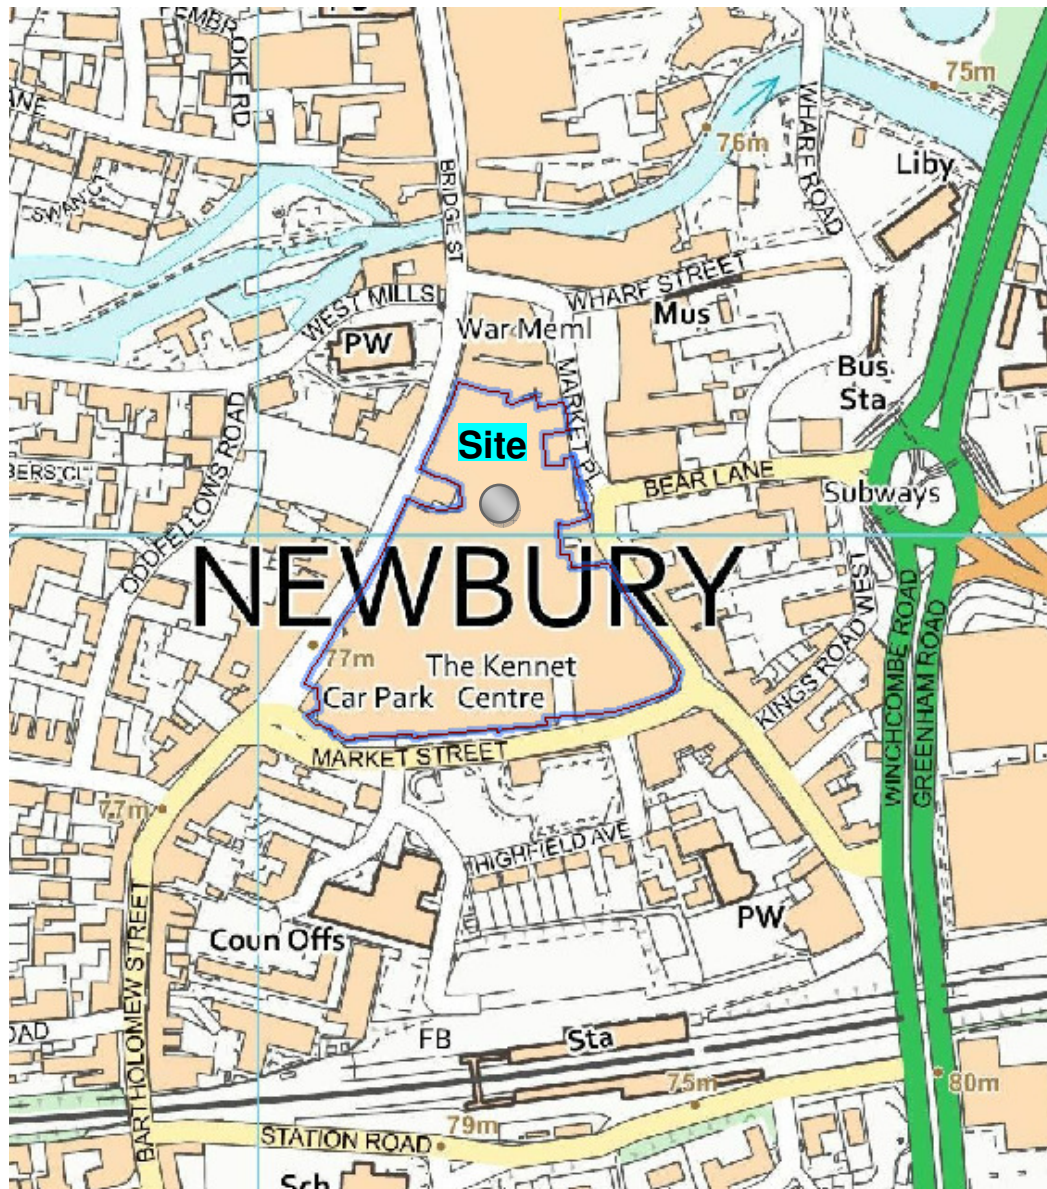 PEMBROKE RD
75m
76m
WHARF ROAD
Liby
SWAN CT
BRIDGE ST
WHARF STREET
WEST MILLS
War Meml
Mus
PW
Bus
Sta
MARKET PL
Site
BEAR LANE
Subways
ODDFELLOWS ROAD
NEWBURY
WEST
KINGS ROAD
WINCHCOMBE ROAD
GREENHAM ROAD
77m
The Kennet
Car Park Centre
MARKET STREET
77m
HIGHFIELD AVE
PW
Coun Offs
BARTHOLOMEW STREET
OAD
FB
Sta
75m
80m
79m
STATION ROAD
Sch